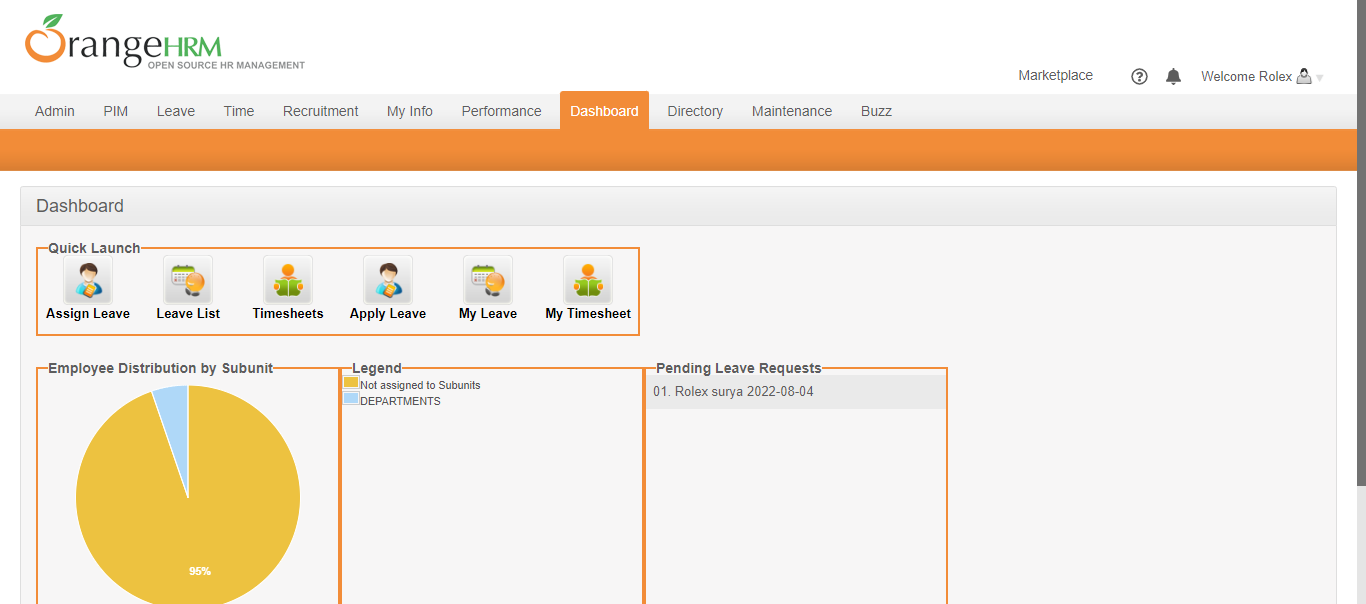 OrangeHRM
OPEN SOURCE HR MANAGEMENT
Marketplace ? Welcome Rolex
Admin PIM Leave Time Recruitment My Info Performance Dashboard Directory Maintenance Buzz
Dashboard
Quick Launch
Assign Leave Leave List Timesheets Apply Leave My Leave My Timesheet
Employee Distribution by Subunit Legend Pending Leave Requests
Not assigned to Subunits
DEPARTMENTS
01. Rolex surya 2022-08-04
95%